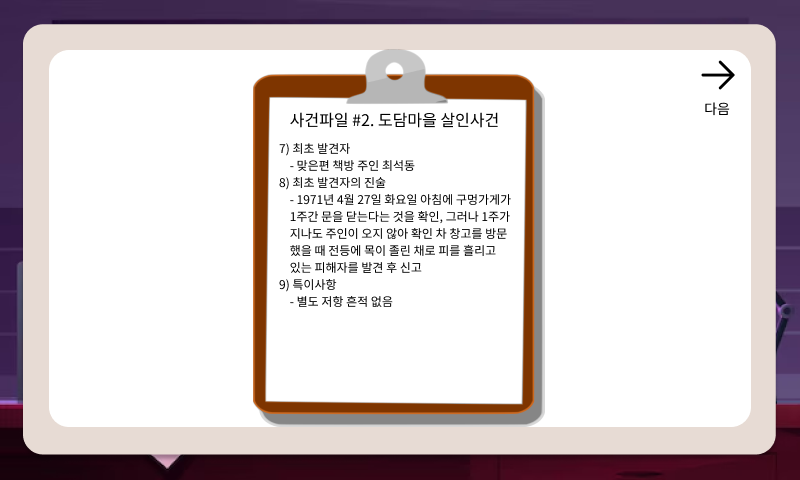 사건파일 #2. 도담마을 살인사건
다음
7) 최초 발견자
- 맞은편 책방 주인 최석동
8) 최초 발견자의 진술
- 1971년 4월 27일 화요일 아침에 구멍가게가
1주간 문을 닫는다는 것을 확인, 그러나 1주가
지나도 주인이 오지 않아 확인 차 창고를 방문
했을 때 전등에 목이 졸린 채로 피를 흘리고
있는 피해자를 발견 후 신고
9) 특이사항
- 별도 저항 흔적 없음